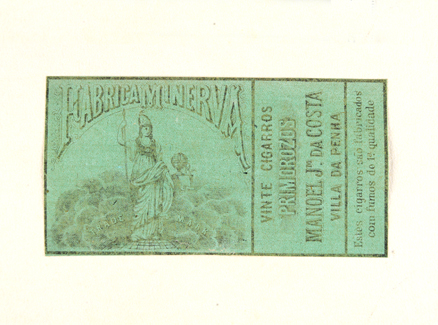 FABRICA MINERVA
VINTE CIGARROS
PRIMOROZOS
MANOEL Jm. DA COSTA
VILLA DA PENHA
Estes cigarros são fabricados
com fumos de 1ª qualidade